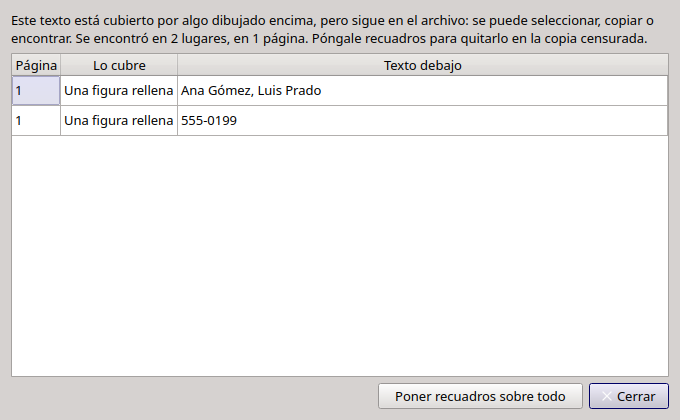 Este texto está cubierto por algo dibujado encima, pero sigue en el archivo: se puede seleccionar, copiar o
encontrar. Se encontró en 2 lugares, en 1 página. Póngale recuadros para quitarlo en la copia censurada.
Página Lo cubre Texto debajo
1 Una figura rellena Ana Gómez, Luis Prado
1 Una figura rellena 555-0199
Poner recuadros sobre todo Cerrar